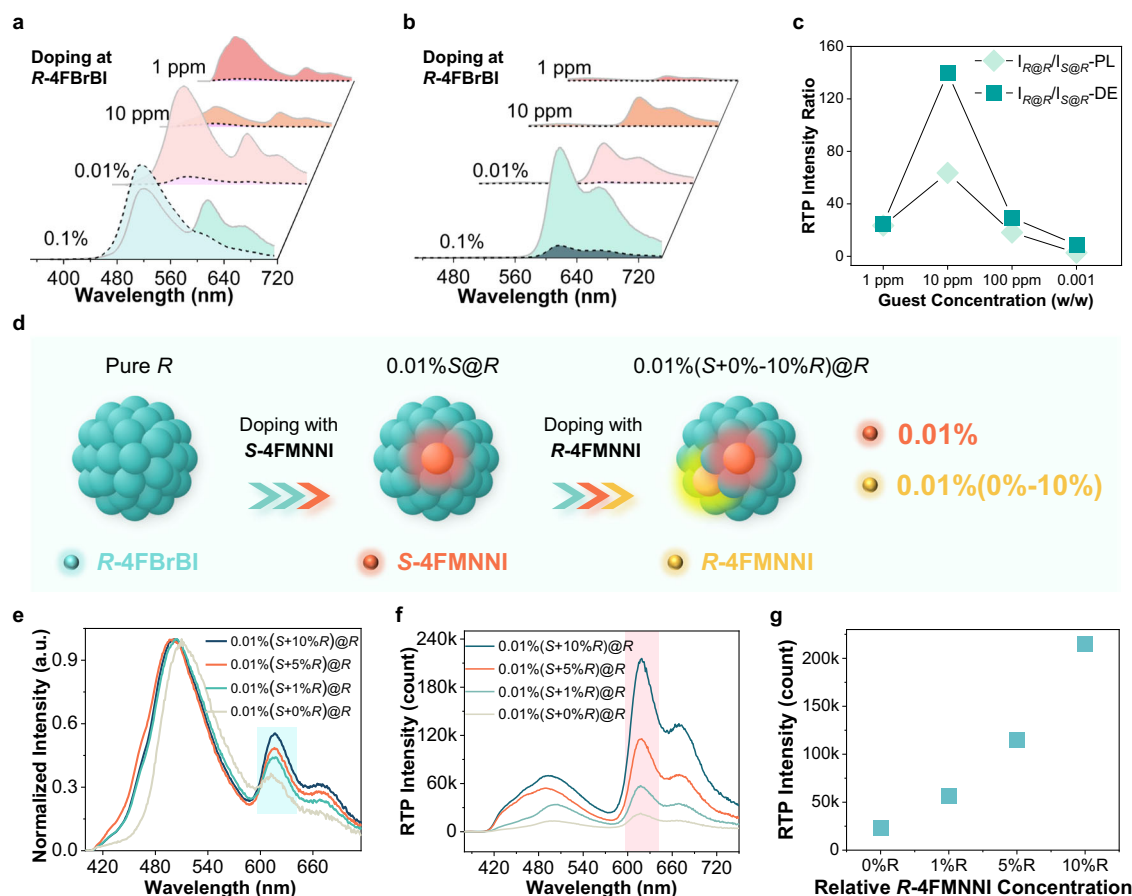 a
Doping at
R-4FBrBI
1 ppm
10 ppm
0.01%
0.1%
400 480 560 640 720
Wavelength (nm)
b
Doping at
R-4FBrBI
1 ppm
10 ppm
0.01%
0.1%
480 560 640 720
Wavelength (nm)
c
RTP Intensity Ratio
160
120
80
40
0
I R@R/I S@R-PL
I R@R/I S@R-DE
1 ppm 10 ppm 100 ppm 0.001
Guest Concentration (w/w)
d
Pure R
0.01%S@R
0.01%(S+0%-10%R)@R
Doping with
S-4FMNNI
Doping with
R-4FMNNI
0.01%
0.01%(0%-10%)
R-4FBrBI
S-4FMNNI
R-4FMNNI
e
Normalized Intensity (a.u.)
0.9
0.6
0.3
0.0
0.01%(S+10%R)@R
0.01%(S+5%R)@R
0.01%(S+1%R)@R
0.01%(S+0%R)@R
420 480 540 600 660
Wavelength (nm)
f
RTP Intensity (count)
240k
180k
120k
60k
0
0.01%(S+10%R)@R
0.01%(S+5%R)@R
0.01%(S+1%R)@R
0.01%(S+0%R)@R
420 510 600 690
Wavelength (nm)
g
RTP Intensity (count)
200k
150k
100k
50k
0
0%R 1%R 5%R 10%R
Relative R-4FMNNI Concentration